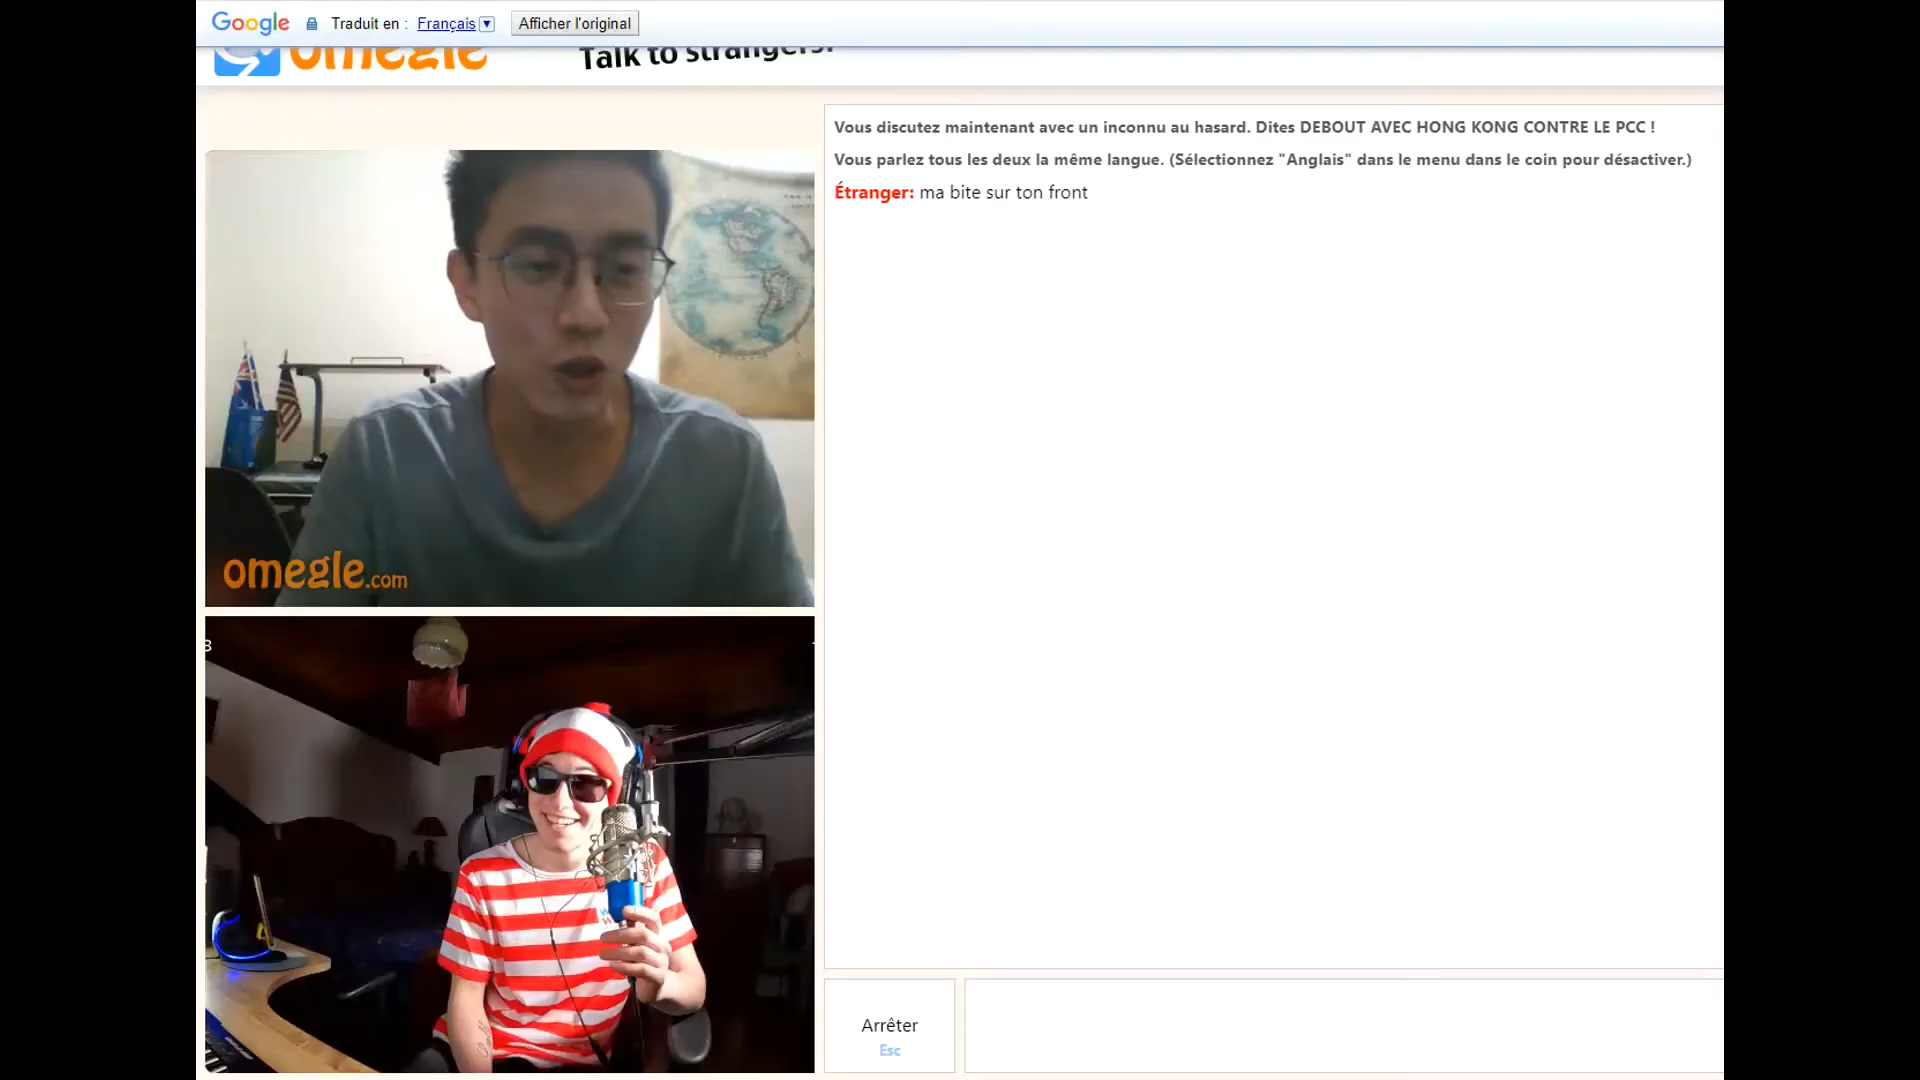 Google Traduit en : Français Afficher l'original
omegle Talk to strangers!
Vous discutez maintenant avec un inconnu au hasard. Dites DEBOUT AVEC HONG KONG CONTRE LE PCC !
Vous parlez tous les deux la même langue. (Sélectionnez "Anglais" dans le menu dans le coin pour désactiver.)
Étranger: ma bite sur ton front
omegle.com
Arrêter
Esc